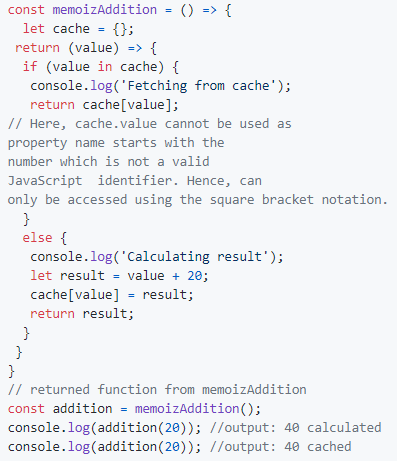 const memoizAddition = () => {
  let cache = {};
 return (value) => {
  if (value in cache) {
   console.log('Fetching from cache');
   return cache[value];
// Here, cache.value cannot be used as
property name starts with the
number which is not a valid
JavaScript  identifier. Hence, can
only be accessed using the square bracket notation.
  }
  else {
   console.log('Calculating result');
   let result = value + 20;
   cache[value] = result;
   return result;
  }
 }
}
// returned function from memoizAddition
const addition = memoizAddition();
console.log(addition(20)); //output: 40 calculated
console.log(addition(20)); //output: 40 cached